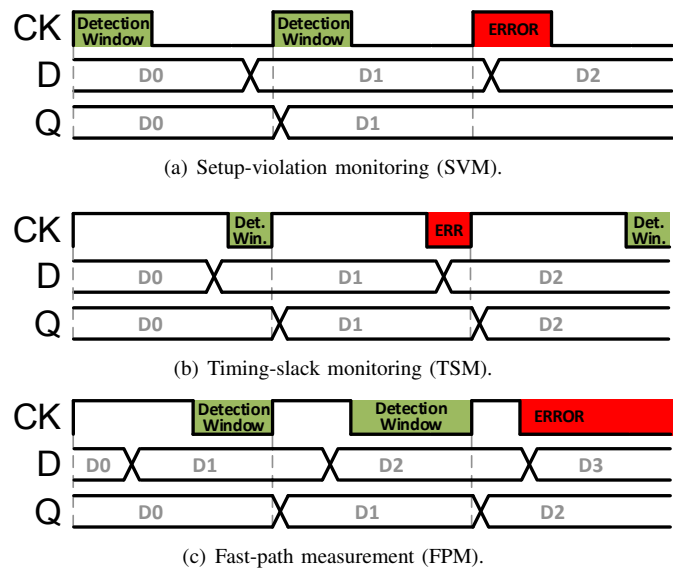 CK Detection Window Detection Window ERROR
D D0 D1 D2
Q D0 D1
(a) Setup-violation monitoring (SVM).
CK Det. Win. ERR Det. Win.
D D0 D1 D2
Q D0 D1 D2
(b) Timing-slack monitoring (TSM).
CK Detection Window Detection Window ERROR
D D0 D1 D2 D3
Q D0 D1 D2
(c) Fast-path measurement (FPM).